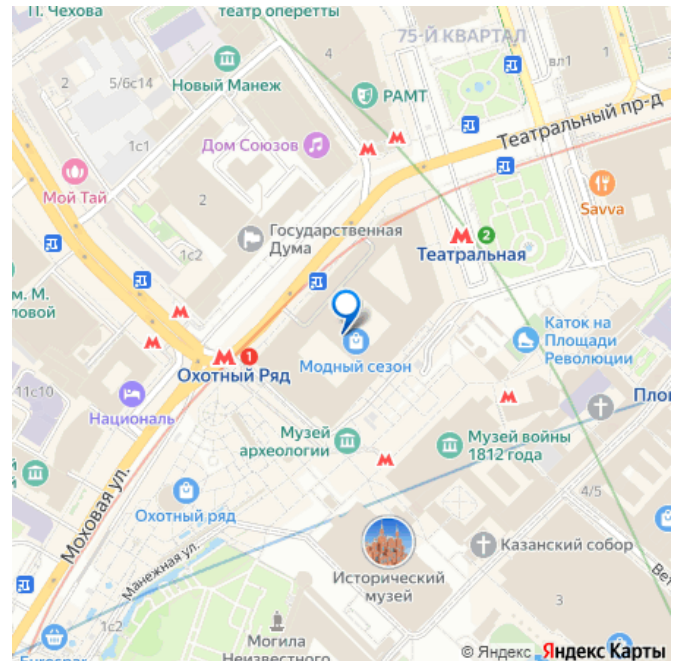 П. Чехова
театр оперетты
75-Й КВАРТАЛ
2
5/6с14
4
вл1
Новый Манеж
РАМТ
Театральный пр-д
1с1
Дом Союзов
Мой Тай
2
Savva
Государственная
Дума
2
1с2
Театральная
м. М.
ловой
Каток на
Площади
Революции
1
Охотный Ряд
Модный сезон
11с10
Националь
Пло
Музей
археологии
Музей войны
1812 года
Моховая ул.
4/5
Охотный ряд
Казанский собор
Манежная ул.
Вет
Исторический
музей
3
1с2
Могила
Неизвестного
© Яндекс
Яндекс Карты